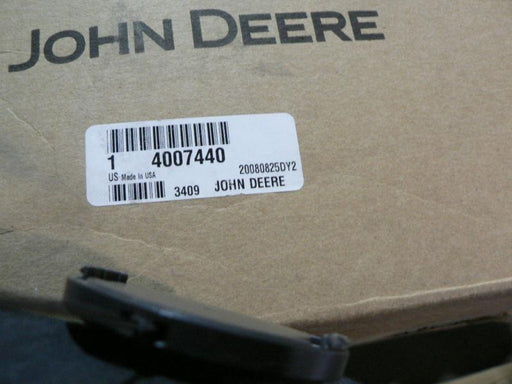 JOHN DEERE
1 4007440
20080825DY2
US Made In USA
3409 JOHN DEERE